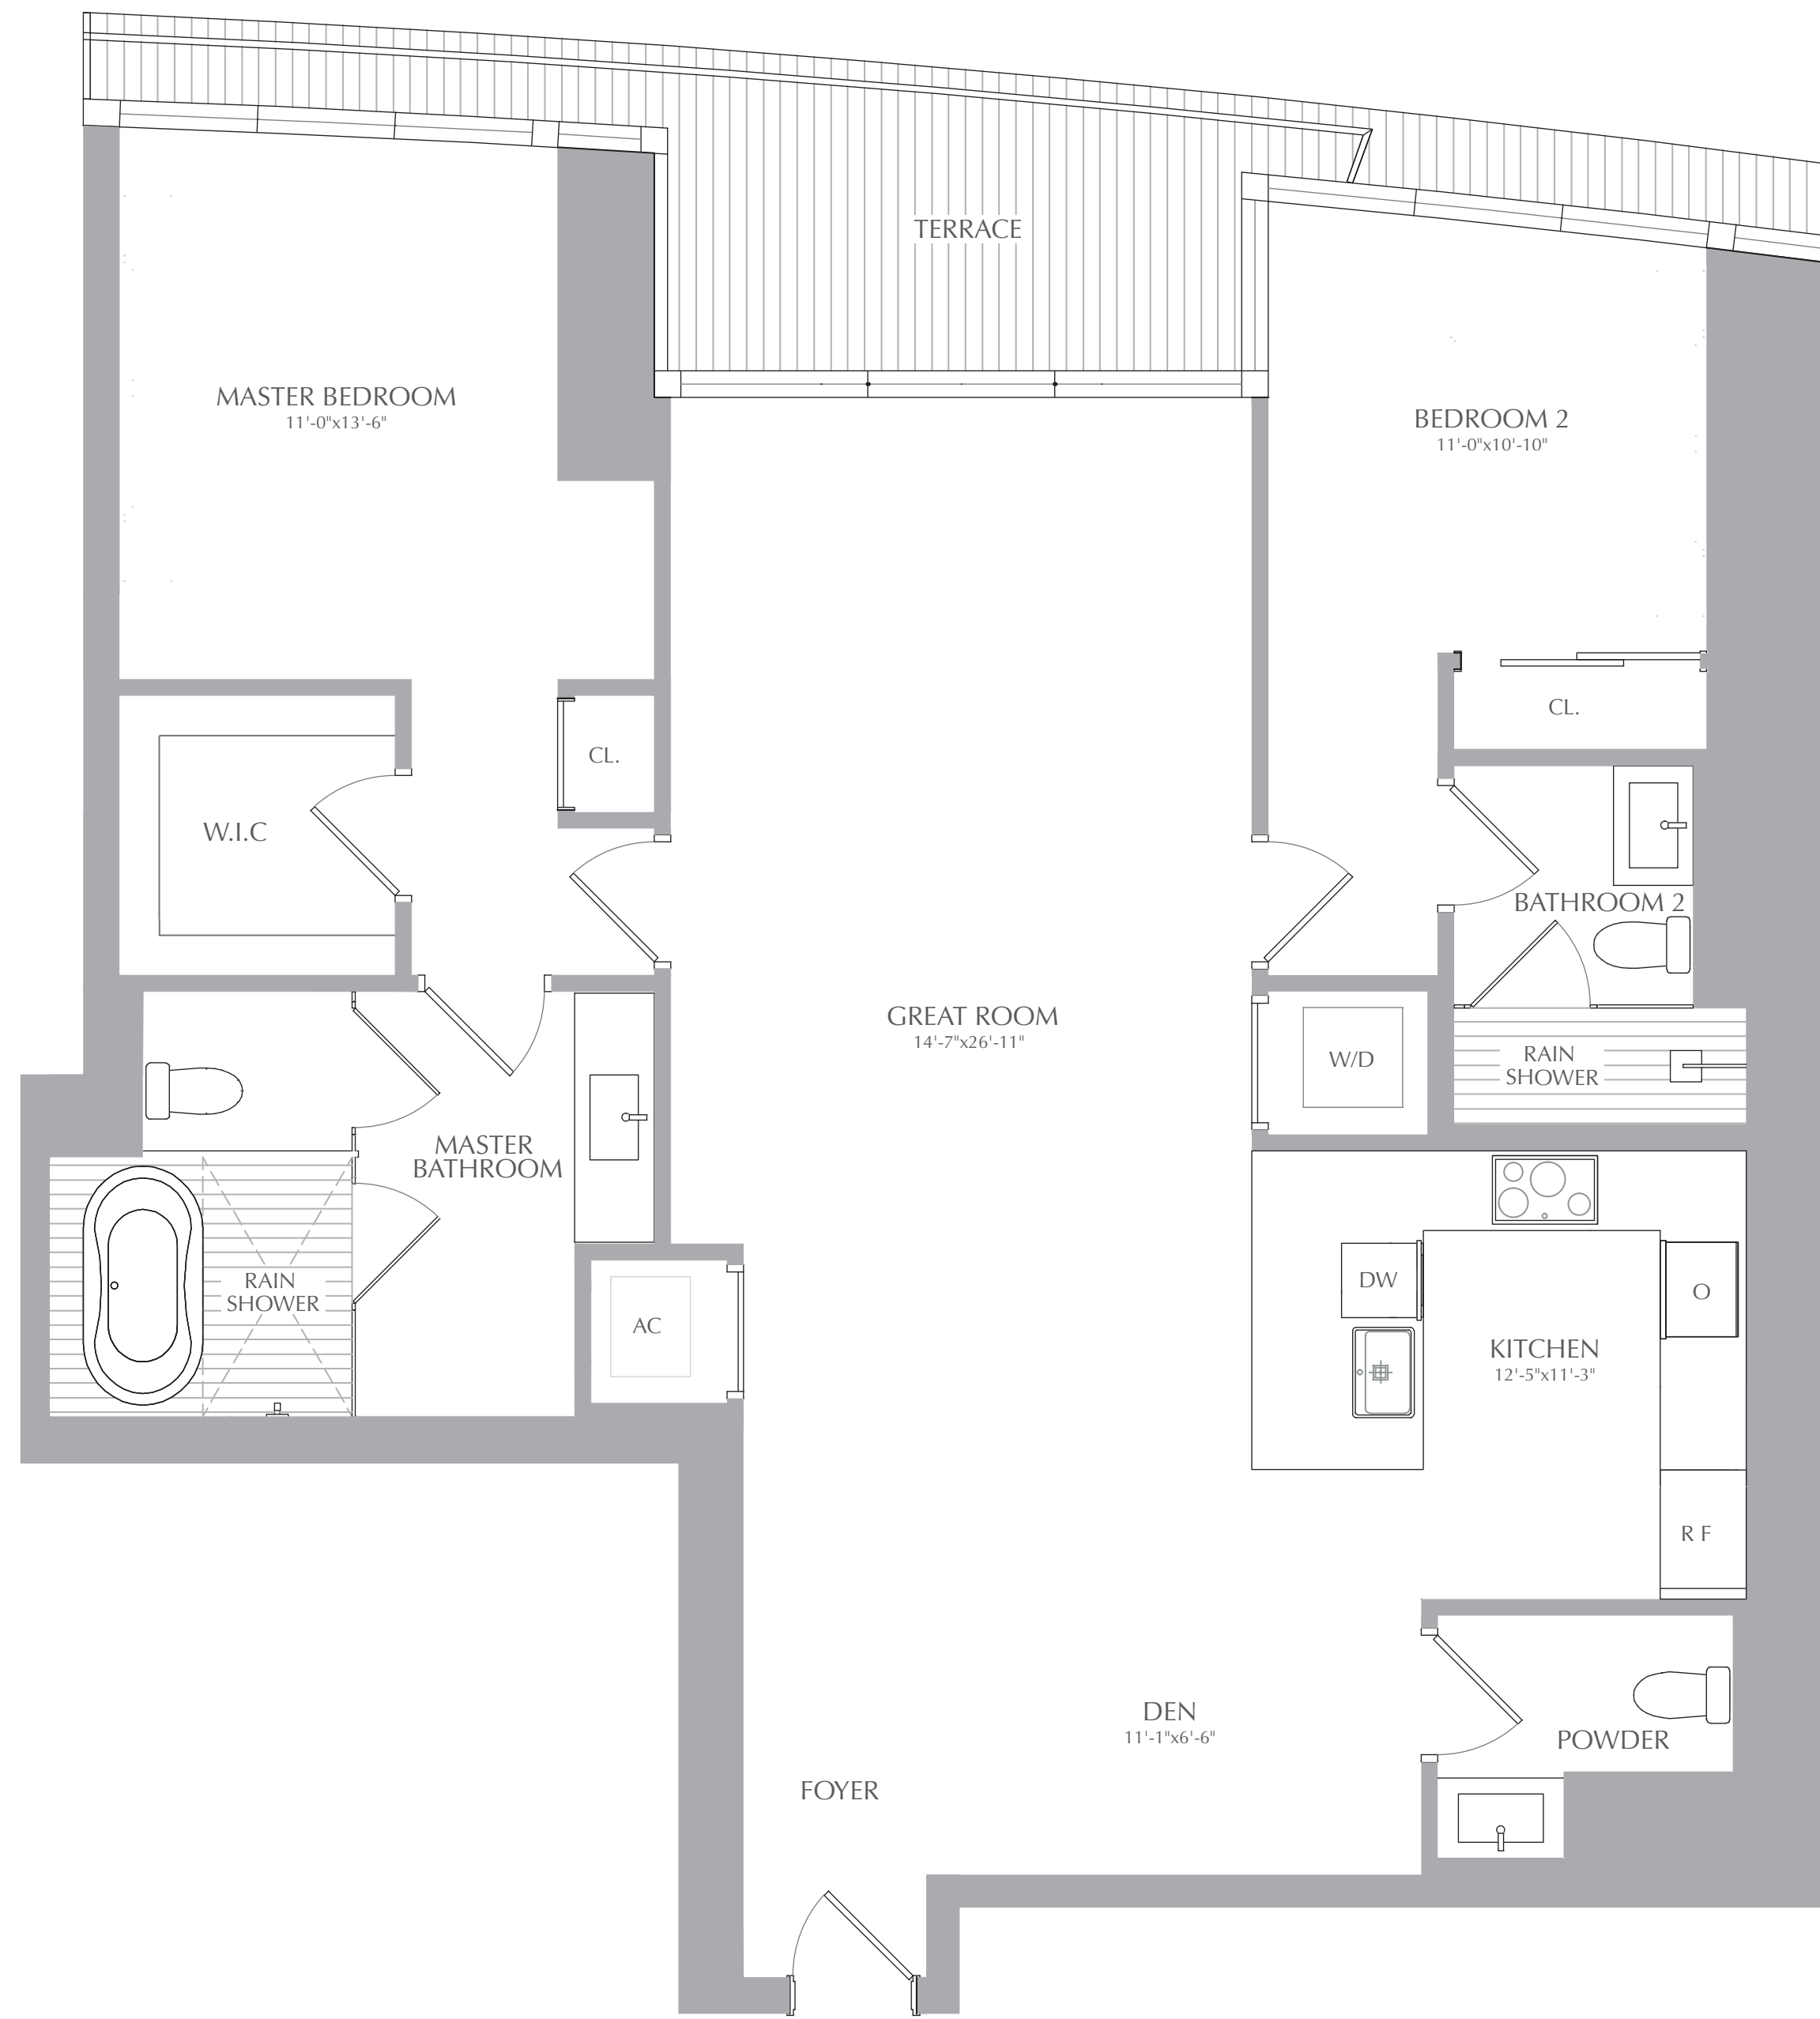 TERRACE
MASTER BEDROOM
11'-0"x13'-6"
BEDROOM 2
11'-0"x10'-10"
CL.
CL.
W.I.C
BATHROOM 2
GREAT ROOM
14'-7"x26'-11"
W/D
RAIN
SHOWER
MASTER
BATHROOM
RAIN
SHOWER
AC
DW
O
KITCHEN
12'-5"x11'-3"
R F
DEN
11'-1"x6'-6"
POWDER
FOYER